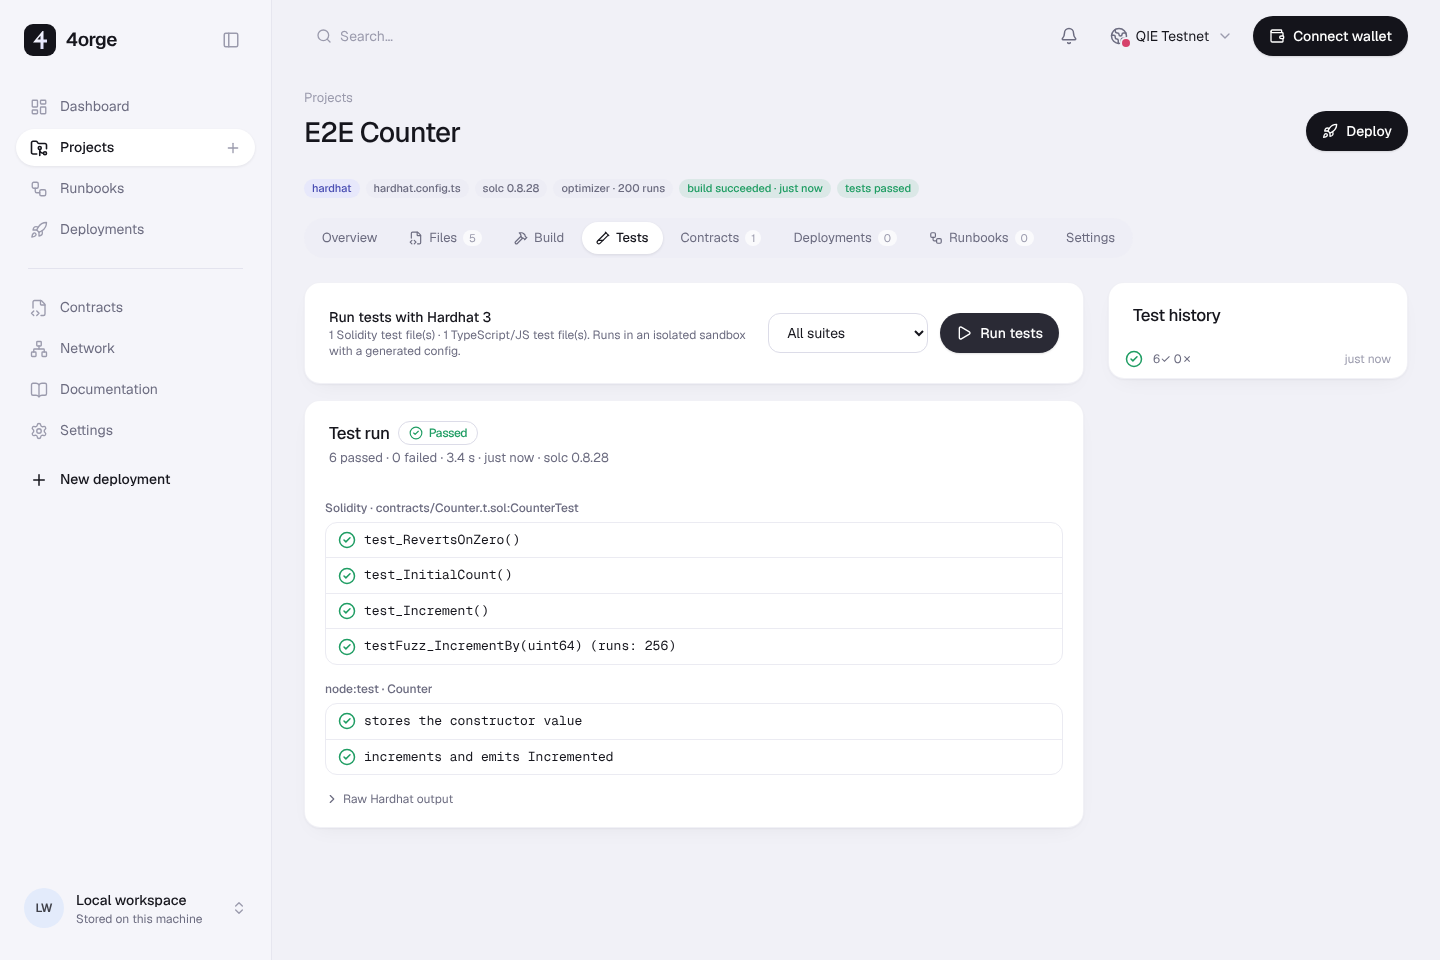 4orge
Dashboard
Projects
Runbooks
Deployments
Contracts
Network
Documentation
Settings
New deployment
LW
Local workspace
Stored on this machine
Search...
QIE Testnet
Connect wallet
Projects
E2E Counter
Deploy
hardhat
hardhat.config.ts
solc 0.8.28
optimizer · 200 runs
build succeeded · just now
tests passed
Overview
Files 5
Build
Tests
Contracts 1
Deployments 0
Runbooks 0
Settings
Run tests with Hardhat 3
1 Solidity test file(s) · 1 TypeScript/JS test file(s). Runs in an isolated sandbox
with a generated config.
All suites
Run tests
Test run
Passed
6 passed · 0 failed · 3.4 s · just now · solc 0.8.28
Solidity · contracts/Counter.t.sol:CounterTest
test_RevertsOnZero()
test_InitialCount()
test_Increment()
testFuzz_IncrementBy(uint64) (runs: 256)
node:test · Counter
stores the constructor value
increments and emits Incremented
Raw Hardhat output
Test history
6✓ 0×
just now